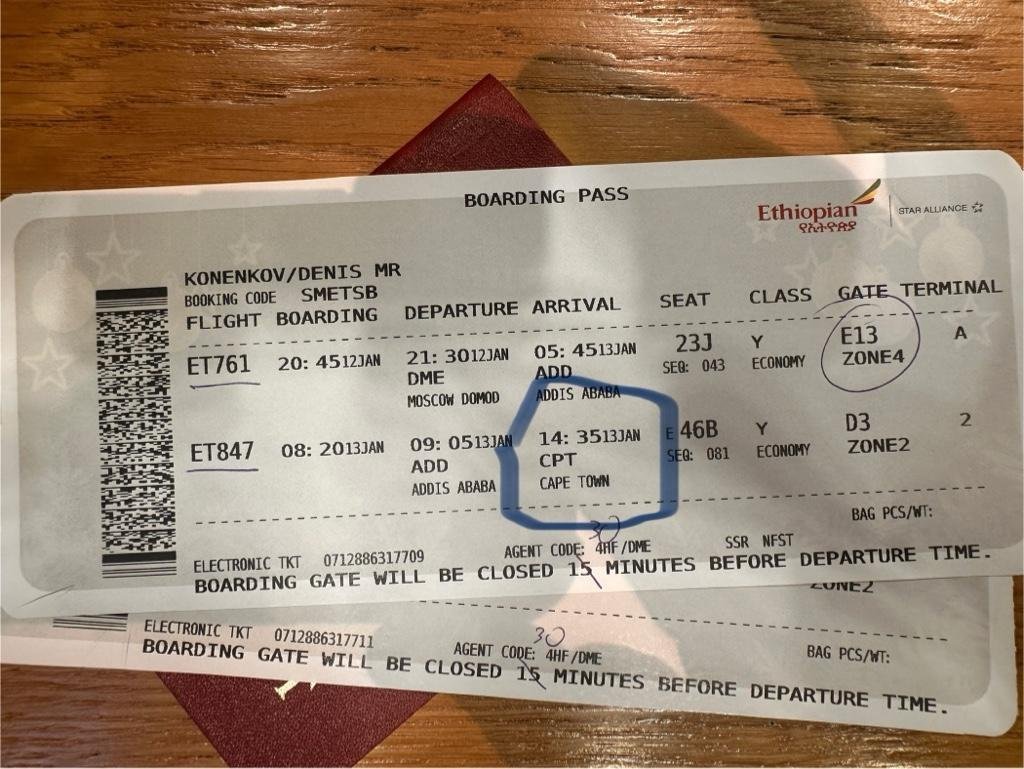 BOARDING PASS
Ethiopian
የኢትዮጵያ
STAR ALLIANCE
KONENKOV/DENIS MR
BOOKING CODE SMETSB
FLIGHT BOARDING DEPARTURE ARRIVAL SEAT CLASS GATE TERMINAL
ET761 20:4512JAN 21:3012JAN 05:4513JAN 23J Y E13 A
DME ADD SEQ: 043 ECONOMY ZONE4
MOSCOW DOMOD ADDIS ABABA
ET847 08:2013JAN 09:0513JAN 14:3513JAN E 46B Y D3 2
ADD CPT SEQ: 081 ECONOMY ZONE2
ADDIS ABABA CAPE TOWN
BAG PCS/WT:
ELECTRONIC TKT 0712886317709 AGENT CODE: 4HF/DME SSR NFST
30
BOARDING GATE WILL BE CLOSED 15 MINUTES BEFORE DEPARTURE TIME.
ZONE2
ELECTRONIC TKT 0712886317711 AGENT CODE: 4HF/DME BAG PCS/WT:
30
BOARDING GATE WILL BE CLOSED 15 MINUTES BEFORE DEPARTURE TIME.